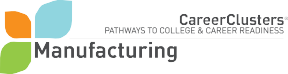 CareerClusters®
PATHWAYS TO COLLEGE & CAREER READINESS
Manufacturing